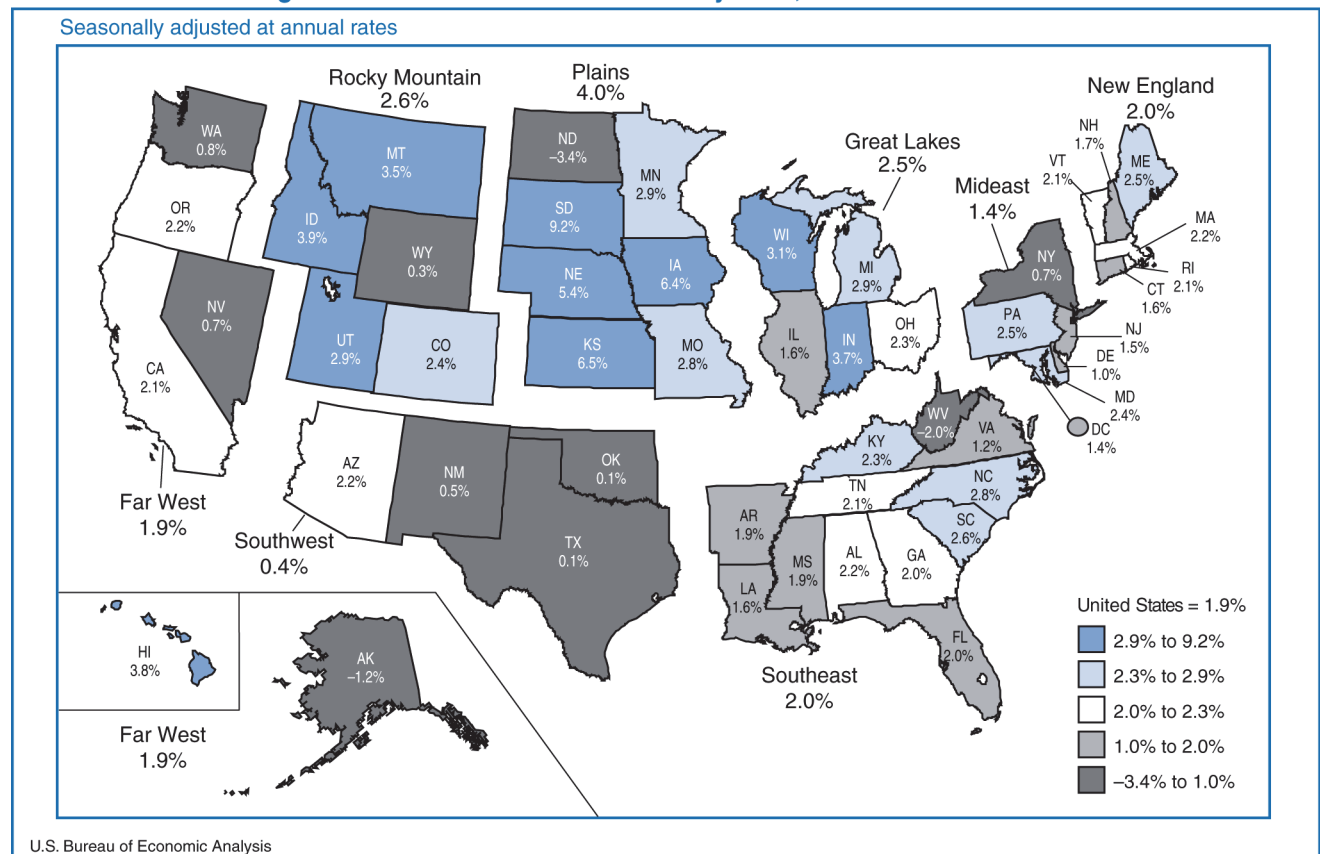 Seasonally adjusted at annual rates
Rocky Mountain
2.6%
Plains
4.0%
New England
2.0%
Great Lakes
2.5%
Mideast
1.4%
WA
0.8%
OR
2.2%
NV
0.7%
CA
2.1%
MT
3.5%
ID
3.9%
WY
0.3%
UT
2.9%
CO
2.4%
ND
–3.4%
SD
9.2%
NE
5.4%
KS
6.5%
MN
2.9%
IA
6.4%
MO
2.8%
WI
3.1%
MI
2.9%
IL
1.6%
IN
3.7%
OH
2.3%
NH
1.7%
VT
2.1%
ME
2.5%
MA
2.2%
RI
2.1%
CT
1.6%
NY
0.7%
PA
2.5%
NJ
1.5%
DE
1.0%
MD
2.4%
DC
1.4%
Far West
1.9%
Southwest
0.4%
AZ
2.2%
NM
0.5%
OK
0.1%
TX
0.1%
WV
–2.0%
VA
1.2%
KY
2.3%
NC
2.8%
TN
2.1%
SC
2.6%
AR
1.9%
MS
1.9%
AL
2.2%
GA
2.0%
LA
1.6%
FL
2.0%
Southeast
2.0%
HI
3.8%
AK
–1.2%
Far West
1.9%
United States = 1.9%
2.9% to 9.2%
2.3% to 2.9%
2.0% to 2.3%
1.0% to 2.0%
–3.4% to 1.0%
U.S. Bureau of Economic Analysis